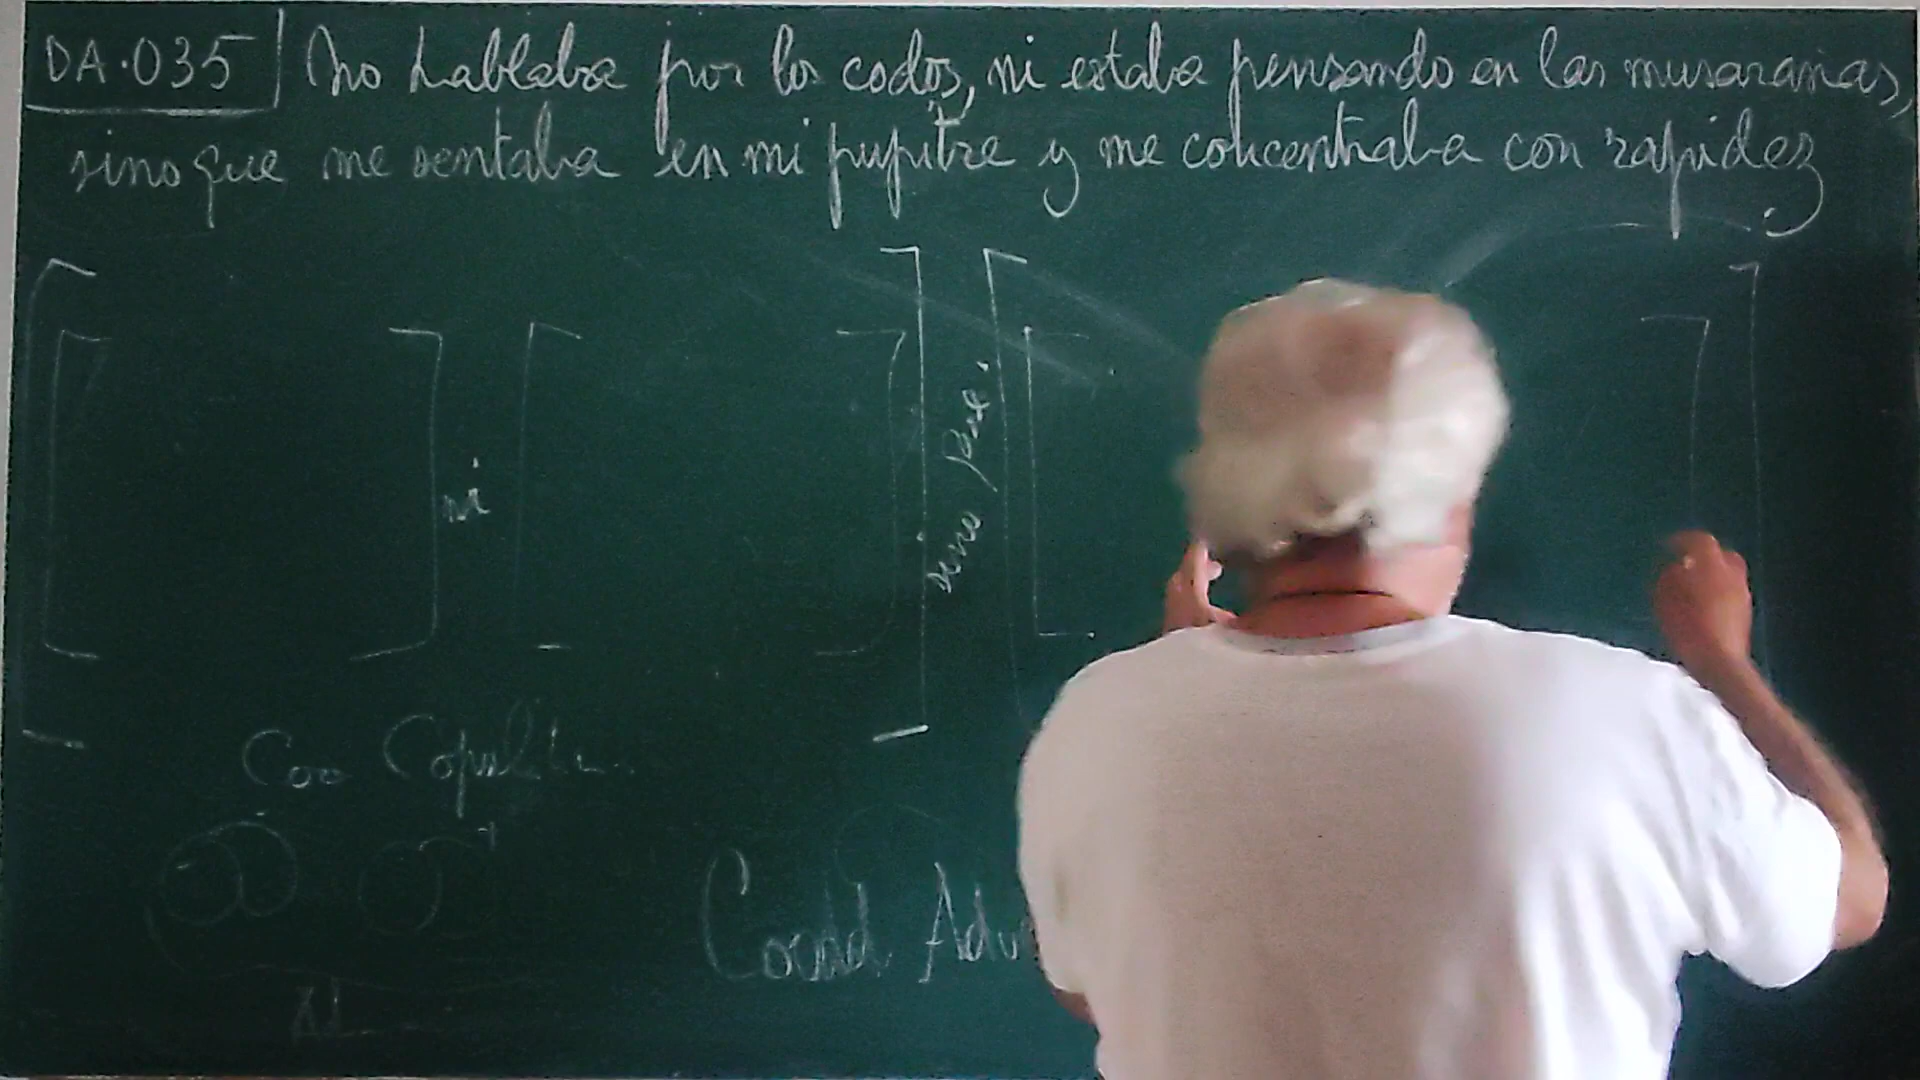 DA.035 No hablaba por los codos, ni estaba pensando en las musarañas,
sino que me sentaba en mi pupitre y me concentraba con rapidez
ni
sino que
Coo Copulativ.
Coord Adv